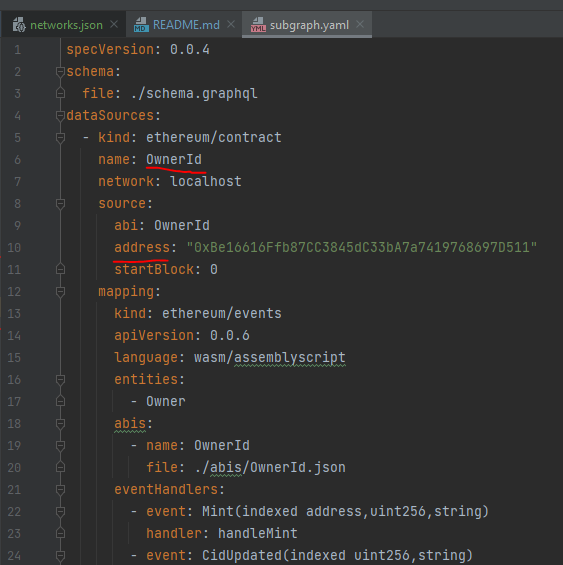 networks.json
README.md
subgraph.yaml
1 specVersion: 0.0.4
2 schema:
3 file: ./schema.graphql
4 dataSources:
5 - kind: ethereum/contract
6 name: OwnerId
7 network: localhost
8 source:
9 abi: OwnerId
10 address: "0xBe16616Ffb87CC3845dC33bA7a7419768697D511"
11 startBlock: 0
12 mapping:
13 kind: ethereum/events
14 apiVersion: 0.0.6
15 language: wasm/assemblyscript
16 entities:
17 - Owner
18 abis:
19 - name: OwnerId
20 file: ./abis/OwnerId.json
21 eventHandlers:
22 - event: Mint(indexed address,uint256,string)
23 handler: handleMint
24 - event: CidUpdated(indexed uint256,string)